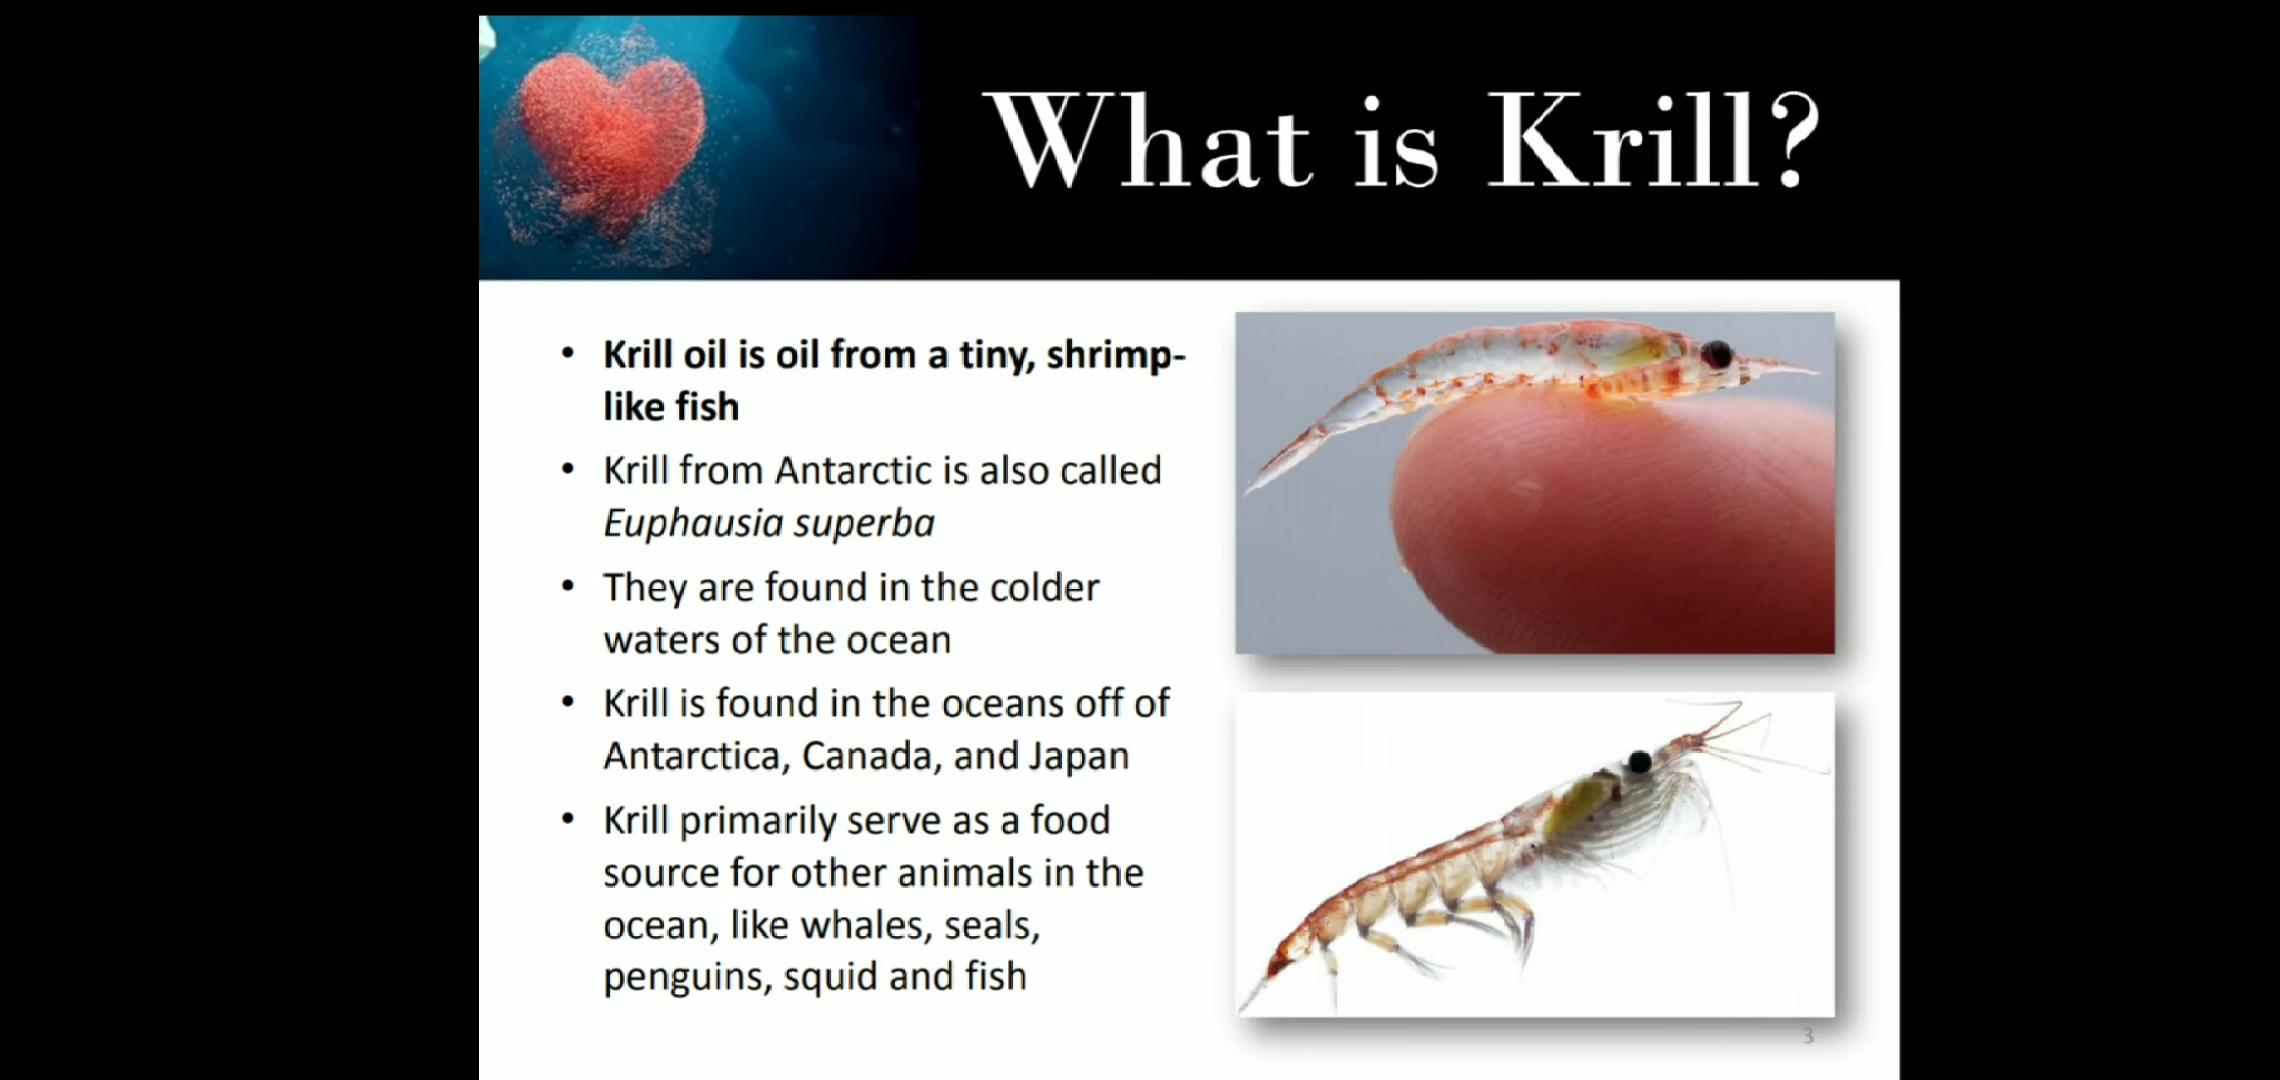 What is Krill?
• Krill oil is oil from a tiny, shrimp-
like fish
• Krill from Antarctic is also called
Euphausia superba
• They are found in the colder
waters of the ocean
• Krill is found in the oceans off of
Antarctica, Canada, and Japan
• Krill primarily serve as a food
source for other animals in the
ocean, like whales, seals,
penguins, squid and fish
3